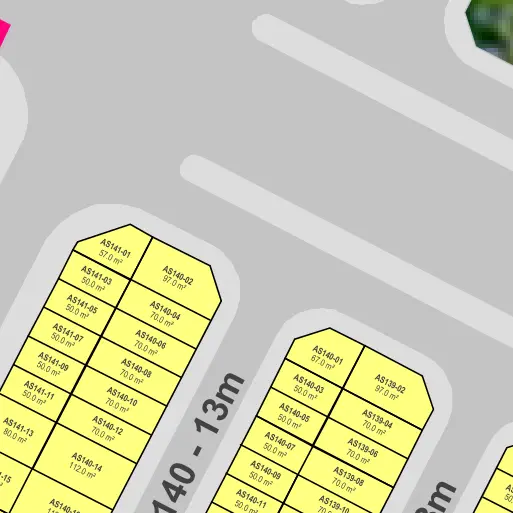 AS141-01
57.0 m²
AS140-02
97.0 m²
AS141-03
50.0 m²
AS140-04
70.0 m²
AS141-05
50.0 m²
AS140-06
70.0 m²
AS141-07
50.0 m²
AS140-08
70.0 m²
AS141-09
50.0 m²
AS140-10
70.0 m²
AS141-11
50.0 m²
AS140-12
70.0 m²
AS141-13
80.0 m²
AS140-14
112.0 m²
140 - 13m
AS140-01
67.0 m²
AS139-02
97.0 m²
AS140-03
50.0 m²
AS139-04
70.0 m²
AS140-05
50.0 m²
AS139-06
70.0 m²
AS140-07
50.0 m²
AS139-08
70.0 m²
AS140-09
50.0 m²
AS139-10
70.0 m²
AS140-11
50.0 m²